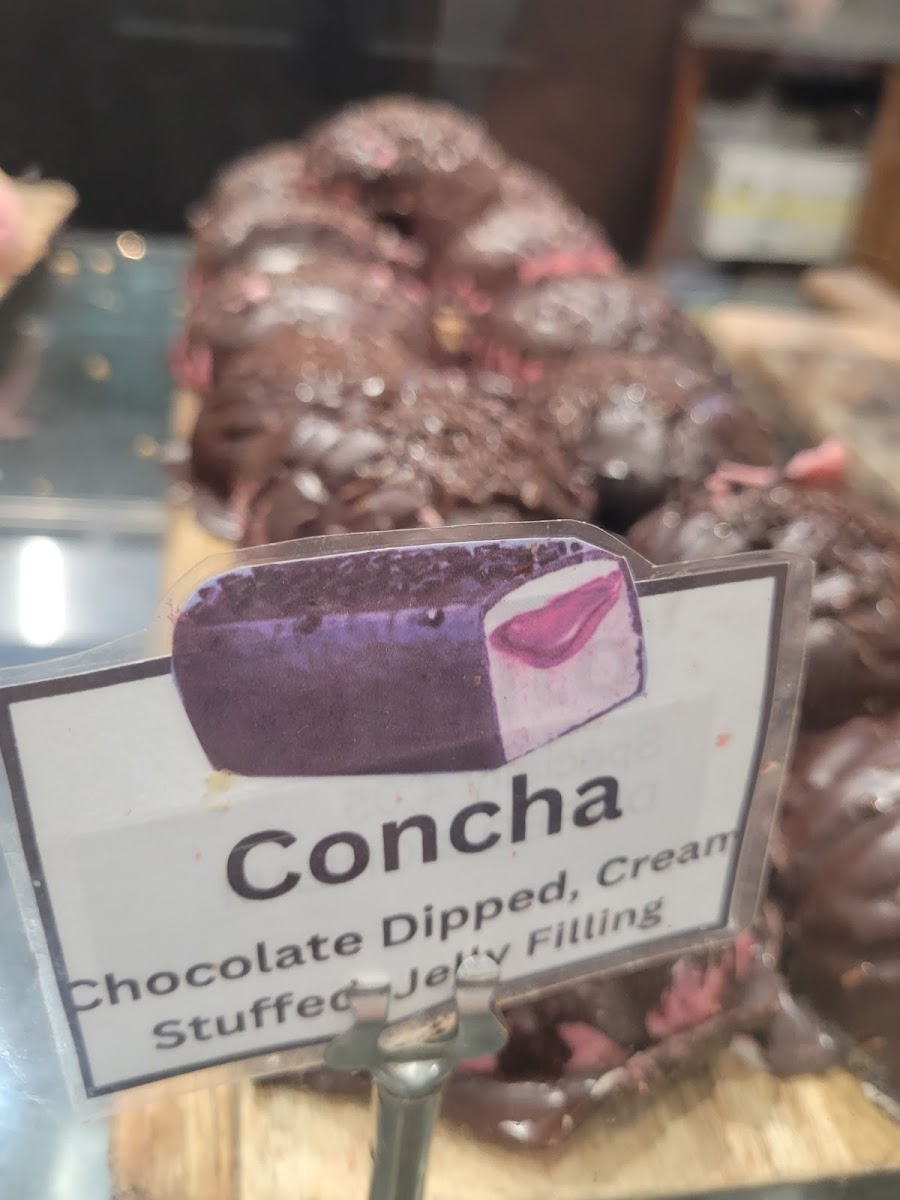 Concha
Chocolate Dipped, Cream
Stuffed, Jelly Filling